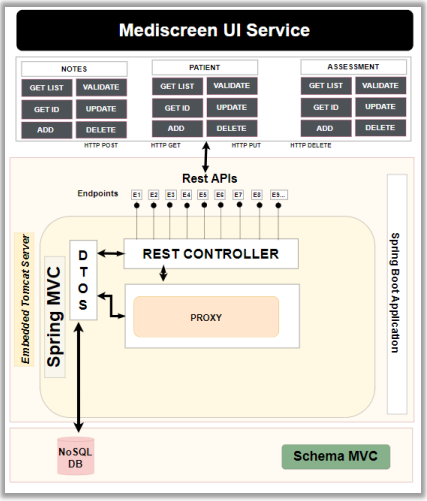 Mediscreen UI Service
NOTES
PATIENT
ASSESSMENT
GET LIST VALIDATE
GET LIST VALIDATE
GET LIST VALIDATE
GET ID UPDATE
GET ID UPDATE
GET ID UPDATE
ADD DELETE
ADD DELETE
ADD DELETE
HTTP POST HTTP GET HTTP PUT HTTP DELETE
Rest APIs
Endpoints
E1 E2 E3 E4 E5 E6 E7 E8 E9...
Embedded Tomcat Server
Spring MVC
DTOS
REST CONTROLLER
PROXY
Spring Boot Application
NoSQL
DB
Schema MVC